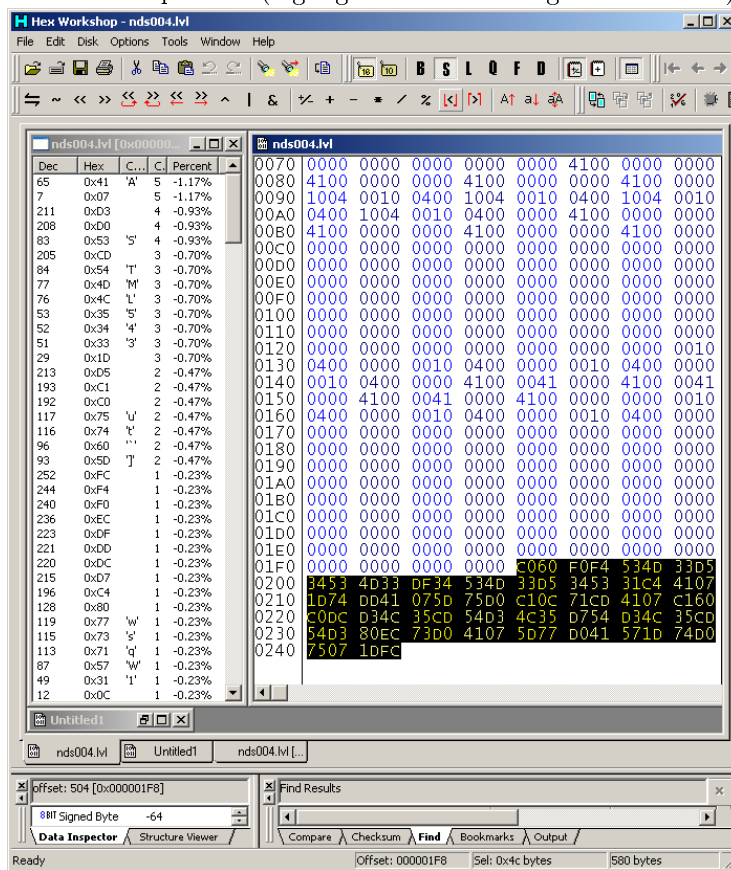 Hex Workshop - nds004.lvl
File Edit Disk Options Tools Window Help
B S L Q F D
nds004.lvl [0x00000...
Dec Hex C... C. Percent
65 0x41 'A' 5 -1.17%
7 0x07 5 -1.17%
211 0xD3 4 -0.93%
208 0xD0 4 -0.93%
83 0x53 'S' 4 -0.93%
205 0xCD 3 -0.70%
84 0x54 'T' 3 -0.70%
77 0x4D 'M' 3 -0.70%
76 0x4C 'L' 3 -0.70%
53 0x35 '5' 3 -0.70%
52 0x34 '4' 3 -0.70%
51 0x33 '3' 3 -0.70%
29 0x1D 3 -0.70%
213 0xD5 2 -0.47%
193 0xC1 2 -0.47%
192 0xC0 2 -0.47%
117 0x75 'u' 2 -0.47%
116 0x74 't' 2 -0.47%
96 0x60 '`' 2 -0.47%
93 0x5D ']' 2 -0.47%
252 0xFC 1 -0.23%
244 0xF4 1 -0.23%
240 0xF0 1 -0.23%
236 0xEC 1 -0.23%
223 0xDF 1 -0.23%
221 0xDD 1 -0.23%
220 0xDC 1 -0.23%
215 0xD7 1 -0.23%
196 0xC4 1 -0.23%
128 0x80 1 -0.23%
119 0x77 'w' 1 -0.23%
115 0x73 's' 1 -0.23%
113 0x71 'q' 1 -0.23%
87 0x57 'W' 1 -0.23%
49 0x31 '1' 1 -0.23%
12 0x0C 1 -0.23%
nds004.lvl
0070 0000 0000 0000 0000 0000 4100 0000 0000
0080 4100 0000 0000 4100 0000 0000 4100 0000
0090 1004 0010 0400 1004 0010 0400 1004 0010
00A0 0400 1004 0010 0400 0000 4100 0000 0000
00B0 4100 0000 0000 4100 0000 0000 4100 0000
00C0 0000 0000 0000 0000 0000 0000 0000 0000
00D0 0000 0000 0000 0000 0000 0000 0000 0000
00E0 0000 0000 0000 0000 0000 0000 0000 0000
00F0 0000 0000 0000 0000 0000 0000 0000 0000
0100 0000 0000 0000 0000 0000 0000 0000 0000
0110 0000 0000 0000 0000 0000 0000 0000 0000
0120 0000 0000 0000 0000 0000 0000 0000 0010
0130 0400 0000 0010 0400 0000 0010 0400 0000
0140 0010 0400 0000 4100 0041 0000 4100 0041
0150 0000 4100 0041 0000 4100 0000 0000 0010
0160 0400 0000 0010 0400 0000 0010 0400 0000
0170 0000 0000 0000 0000 0000 0000 0000 0000
0180 0000 0000 0000 0000 0000 0000 0000 0000
0190 0000 0000 0000 0000 0000 0000 0000 0000
01A0 0000 0000 0000 0000 0000 0000 0000 0000
01B0 0000 0000 0000 0000 0000 0000 0000 0000
01C0 0000 0000 0000 0000 0000 0000 0000 0000
01D0 0000 0000 0000 0000 0000 0000 0000 0000
01E0 0000 0000 0000 0000 0000 0000 0000 0000
01F0 0000 0000 0000 0000 C060 F0F4 534D 33D5
0200 3453 4D33 DF34 534D 33D5 3453 31C4 4107
0210 1D74 DD41 075D 75D0 C10C 71CD 4107 C160
0220 C0DC D34C 35CD 54D3 4C35 D754 D34C 35CD
0230 54D3 80EC 73D0 4107 5D77 D041 571D 74D0
0240 7507 1DFC
Untitled1
nds004.lvl Untitled1 nds004.lvl [...
offset: 504 [0x000001F8]
8BIT Signed Byte -64
Data Inspector Structure Viewer
Find Results
Compare Checksum Find Bookmarks Output
Ready Offset: 000001F8 Sel: 0x4c bytes 580 bytes